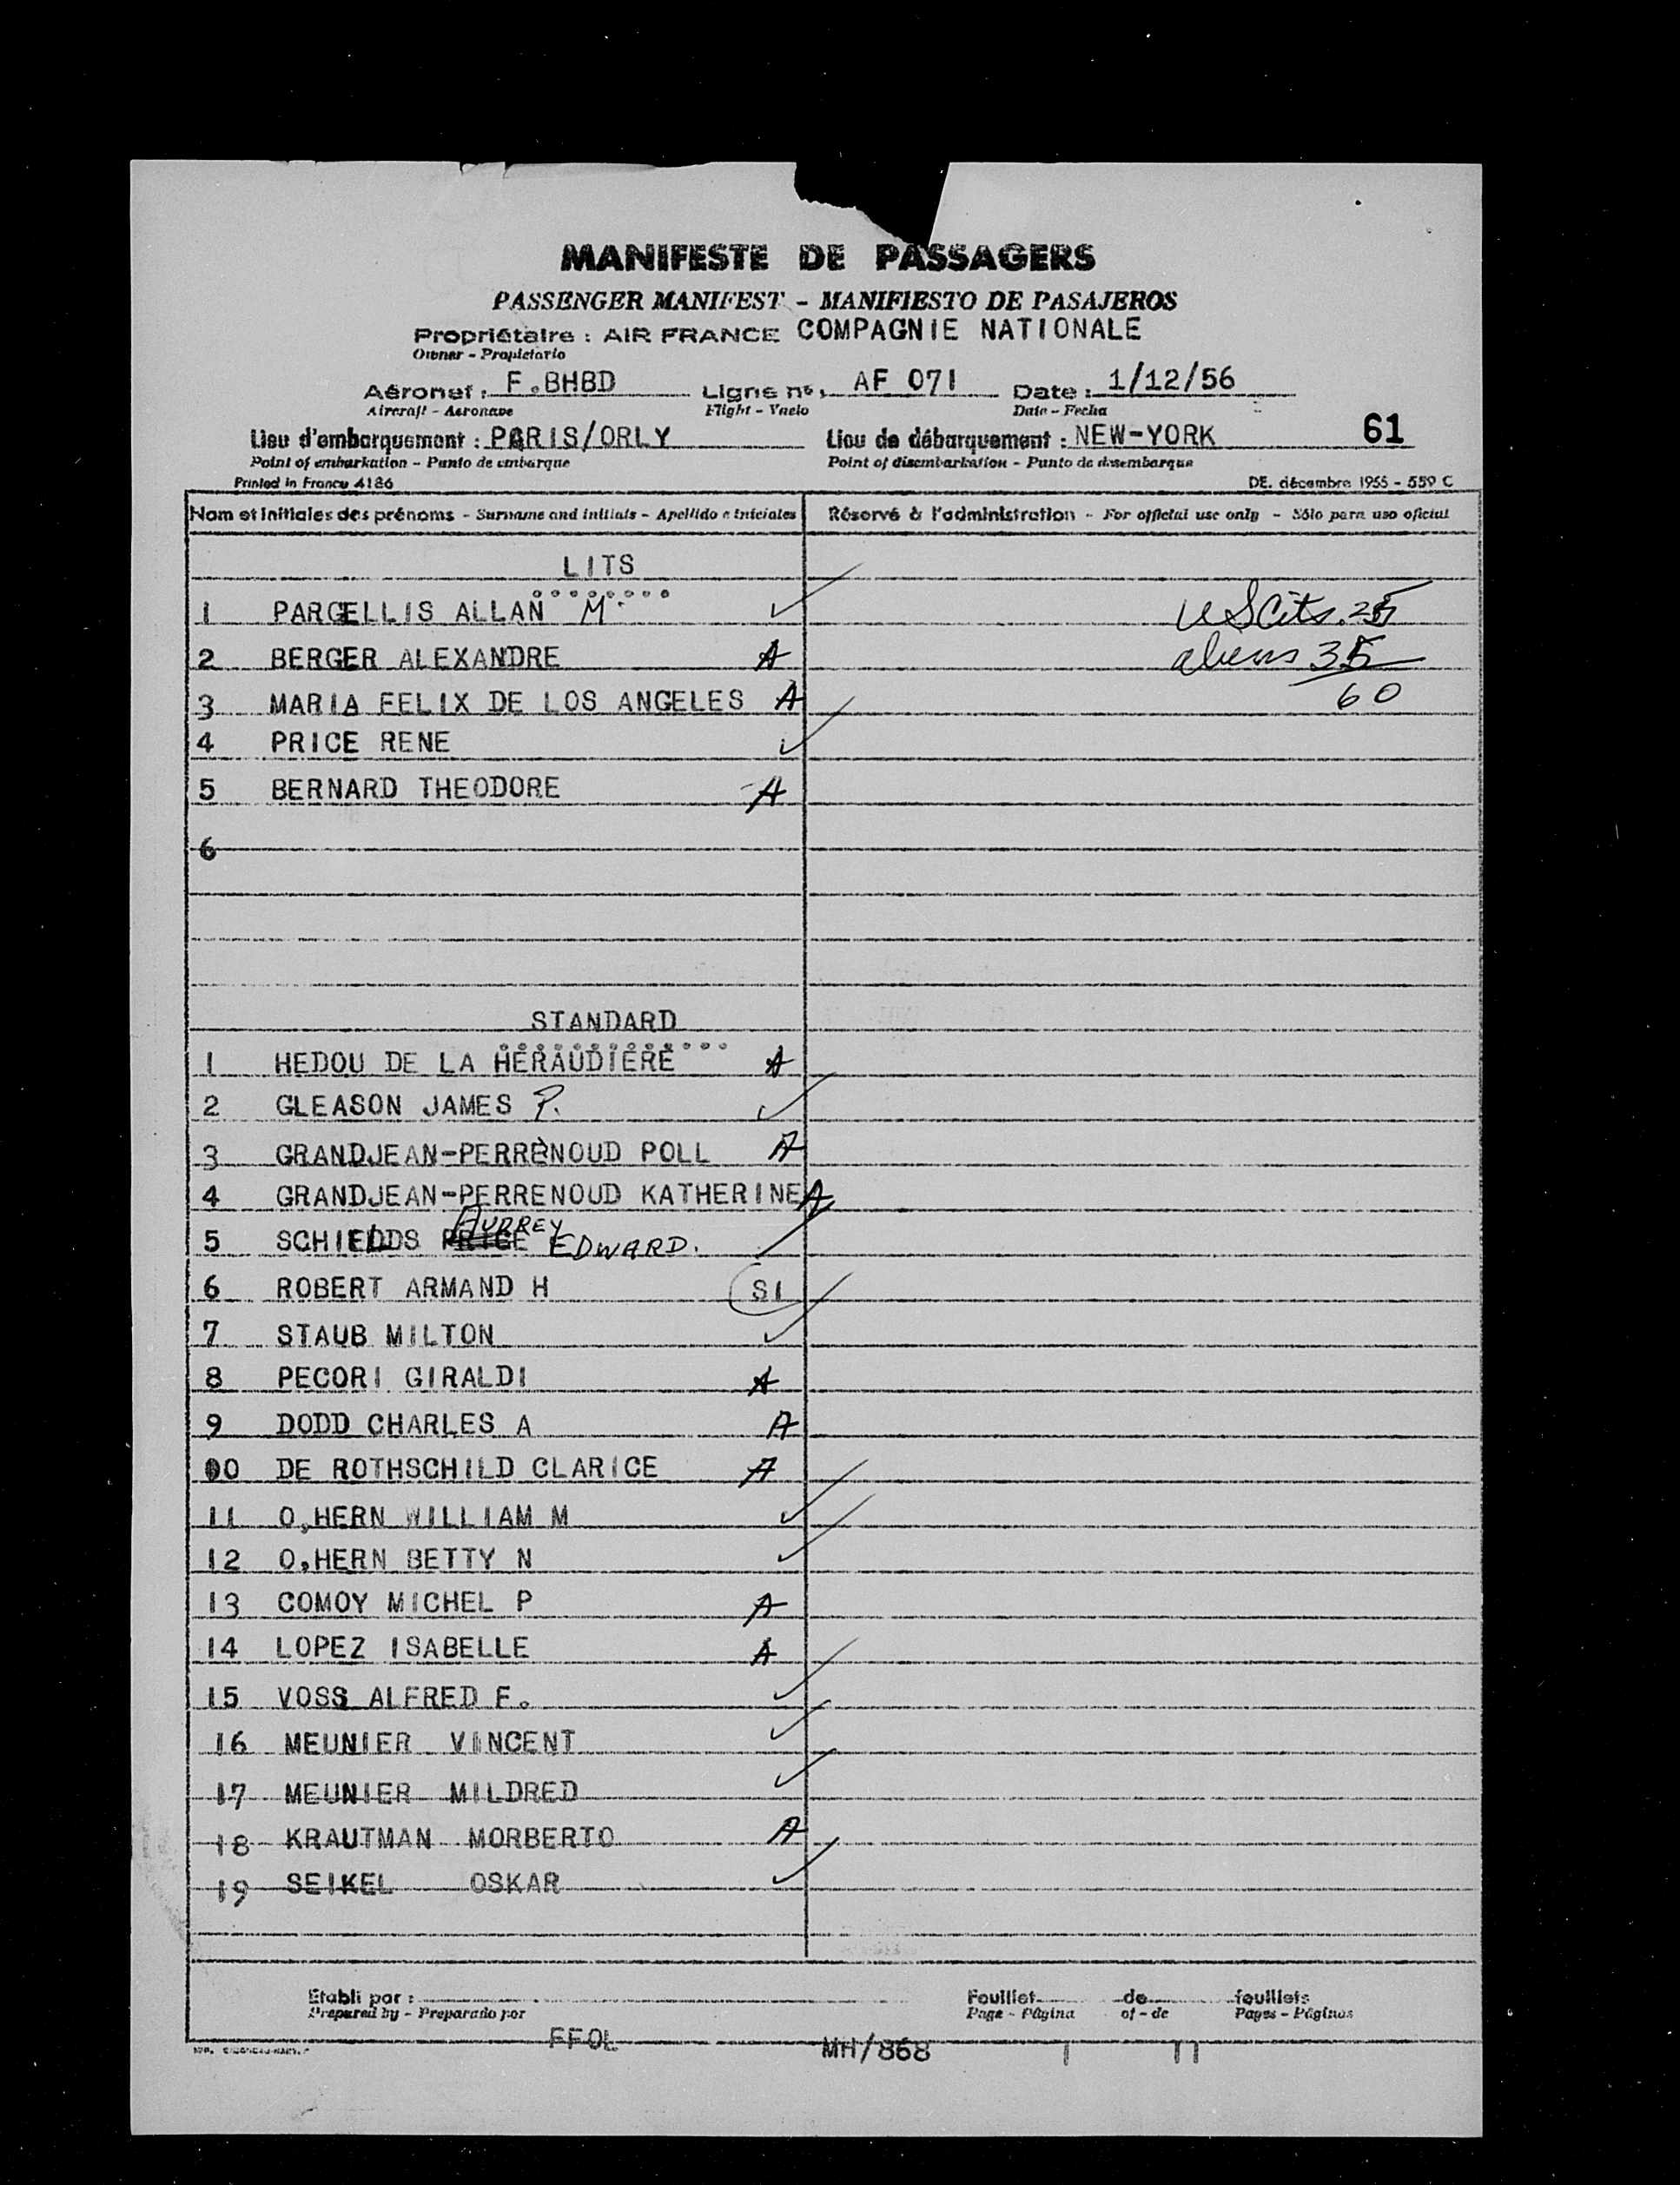 MANIFESTE DE PASSAGERS
PASSENGER MANIFEST - MANIFIESTO DE PASAJEROS
Propriétaire : AIR FRANCE COMPAGNIE NATIONALE
Owner - Propietario
Aéronef : F.BHBD Ligne n°. AF 071 Date : 1/12/56
Aircraft - Aeronave Flight - Vuelo Date - Fecha
Lieu d'embarquement : PARIS/ORLY Lieu de débarquement : NEW-YORK 61
Point of embarkation - Punto de embarque Point of disembarkation - Punto de desembarque
Printed in France 4186 DE. décembre 1955 - 559 C
Nom et initiales des prénoms - Surname and initials - Apellido e iniciales Réservé à l'administration - For official use only - Sólo para uso oficial
LITS
1 PARGELLIS ALLAN M. ✓ US Cits. 25
2 BERGER ALEXANDRE A aliens 35
3 MARIA FELIX DE LOS ANGELES A 60
4 PRICE RENE ✓
5 BERNARD THEODORE A
6
STANDARD
1 HEDOU DE LA HERAUDIERE A
2 GLEASON JAMES P. ✓
3 GRANDJEAN-PERRENOUD POLL A
4 GRANDJEAN-PERRENOUD KATHERINE A
5 SCHIELDS AUBREY EDWARD. ✓
6 ROBERT ARMAND H SI
7 STAUB MILTON ✓
8 PECORI GIRALDI A
9 DODD CHARLES A A
00 DE ROTHSCHILD CLARICE A
11 O,HERN WILLIAM M ✓
12 O,HERN BETTY N ✓
13 COMOY MICHEL P A
14 LOPEZ ISABELLE A
15 VOSS ALFRED F. ✓
16 MEUNIER VINCENT ✓
17 MEUNIER MILDRED ✓
18 KRAUTMAN MORBERTO A
19 SEIKEL OSKAR ✓
Etabli par : Feuillet de feuillets
Prepared by - Preparado por Page - Página of - de Pages - Páginas
FFOL MH/868 1 11